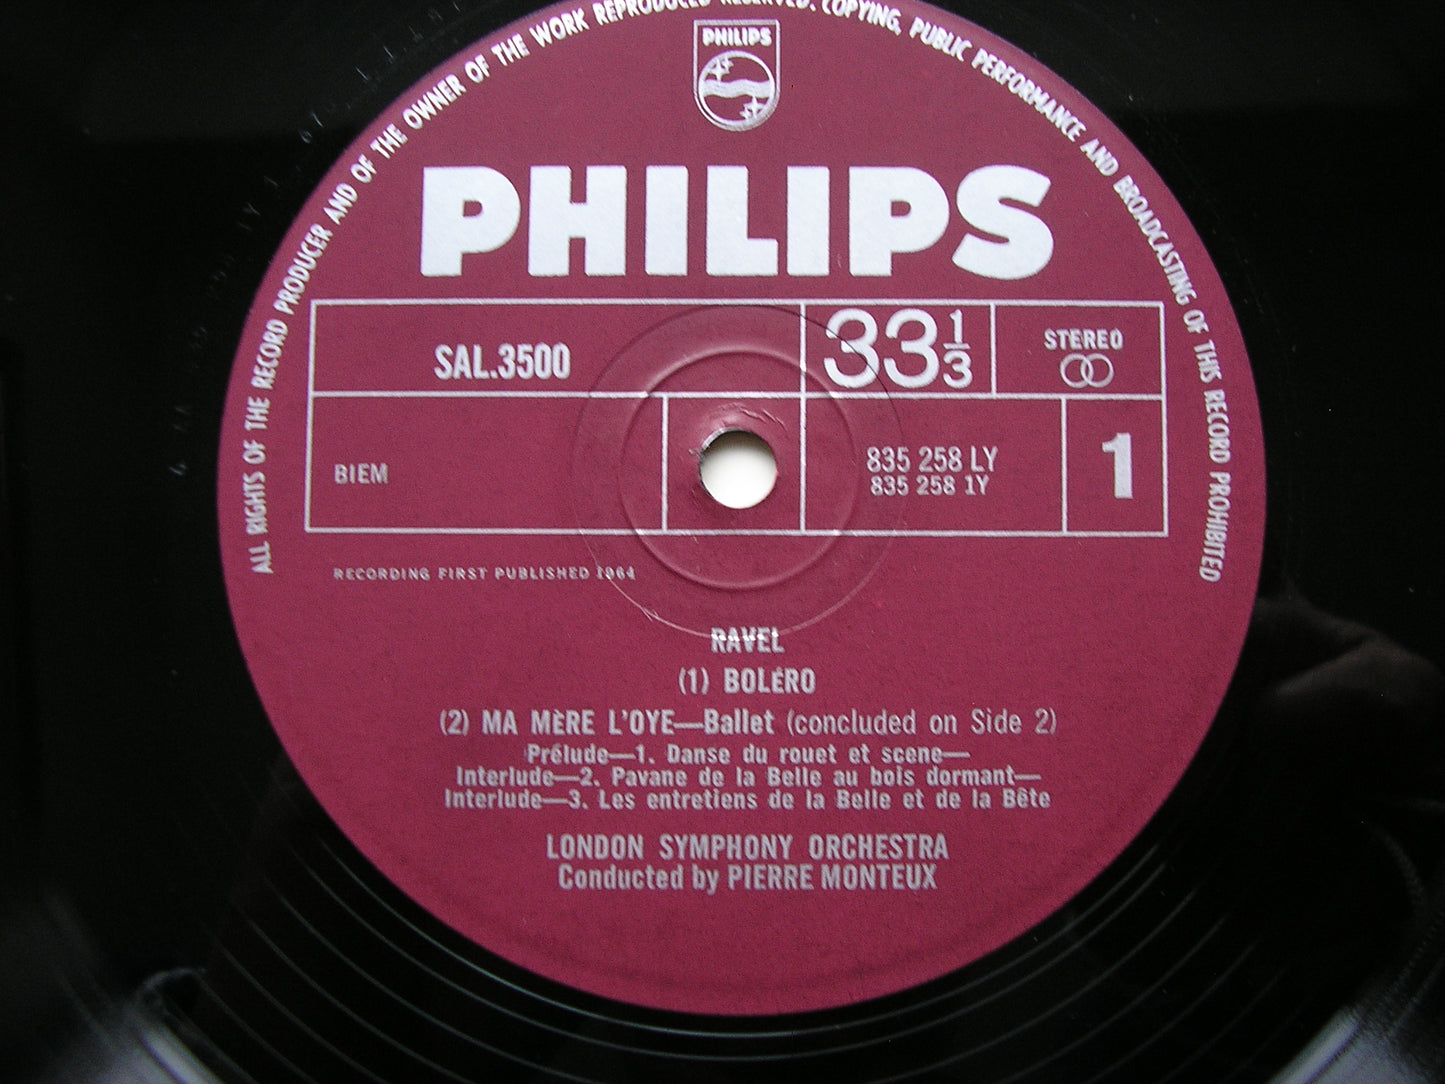 ALL RIGHTS OF THE RECORD PRODUCER AND OF THE OWNER OF THE WORK REPRODUCED RESERVED. COPYING, PUBLIC PERFORMANCE AND BROADCASTING OF THIS RECORD PROHIBITED
PHILIPS
PHILIPS
SAL.3500
33 1/3
STEREO
BIEM
835 258 LY
835 258 1Y
1
RECORDING FIRST PUBLISHED 1964
RAVEL
(1) BOLÉRO
(2) MA MÈRE L'OYE—Ballet (concluded on Side 2)
Prélude—1. Danse du rouet et scene—
Interlude—2. Pavane de la Belle au bois dormant—
Interlude—3. Les entretiens de la Belle et de la Bête
LONDON SYMPHONY ORCHESTRA
Conducted by PIERRE MONTEUX